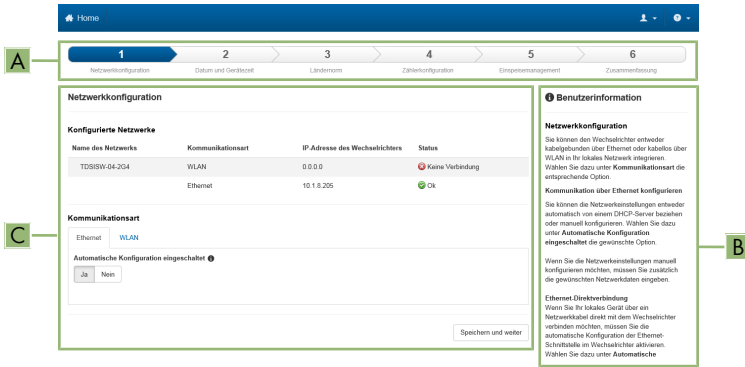 Home
A
1 2 3 4 5 6
Netzwerkkonfiguration Datum und Gerätezeit Ländernorm Zählerkonfiguration Einspeisemanagement Zusammenfassung
C
Netzwerkkonfiguration
Konfigurierte Netzwerke
Name des Netzwerks Kommunikationsart IP-Adresse des Wechselrichters Status
TDSISW-04-2G4 WLAN 0.0.0.0 Keine Verbindung
Ethernet 10.1.8.205 Ok
Kommunikationsart
Ethernet WLAN
Automatische Konfiguration eingeschaltet
Ja Nein
Speichern und weiter
B
Benutzerinformation
Netzwerkkonfiguration
Sie können den Wechselrichter entweder
kabelgebunden über Ethernet oder kabellos über
WLAN in Ihr lokales Netzwerk integrieren.
Wählen Sie dazu unter Kommunikationsart die
entsprechende Option.
Kommunikation über Ethernet konfigurieren
Sie können die Netzwerkeinstellungen entweder
automatisch von einem DHCP-Server beziehen
oder manuell konfigurieren. Wählen Sie dazu
unter Automatische Konfiguration
eingeschaltet die gewünschte Option.
Wenn Sie die Netzwerkeinstellungen manuell
konfigurieren möchten, müssen Sie zusätzlich
die gewünschten Netzwerkdaten eingeben.
Ethernet-Direktverbindung
Wenn Sie Ihr lokales Gerät über ein
Netzwerkkabel direkt mit dem Wechselrichter
verbinden möchten, müssen Sie die
automatische Konfiguration der Ethernet-
Schnittstelle im Wechselrichter aktivieren.
Wählen Sie dazu unter Automatische